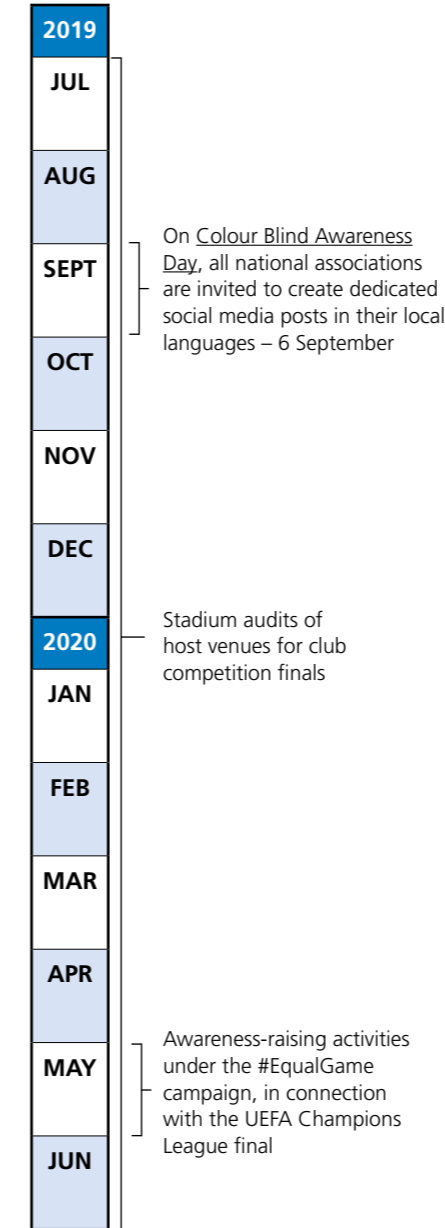 2019
JUL
AUG
SEPT
On Colour Blind Awareness
Day, all national associations
are invited to create dedicated
social media posts in their local
languages – 6 September
OCT
NOV
DEC
2020
Stadium audits of
host venues for club
competition finals
JAN
FEB
MAR
APR
MAY
Awareness-raising activities
under the #EqualGame
campaign, in connection
with the UEFA Champions
League final
JUN